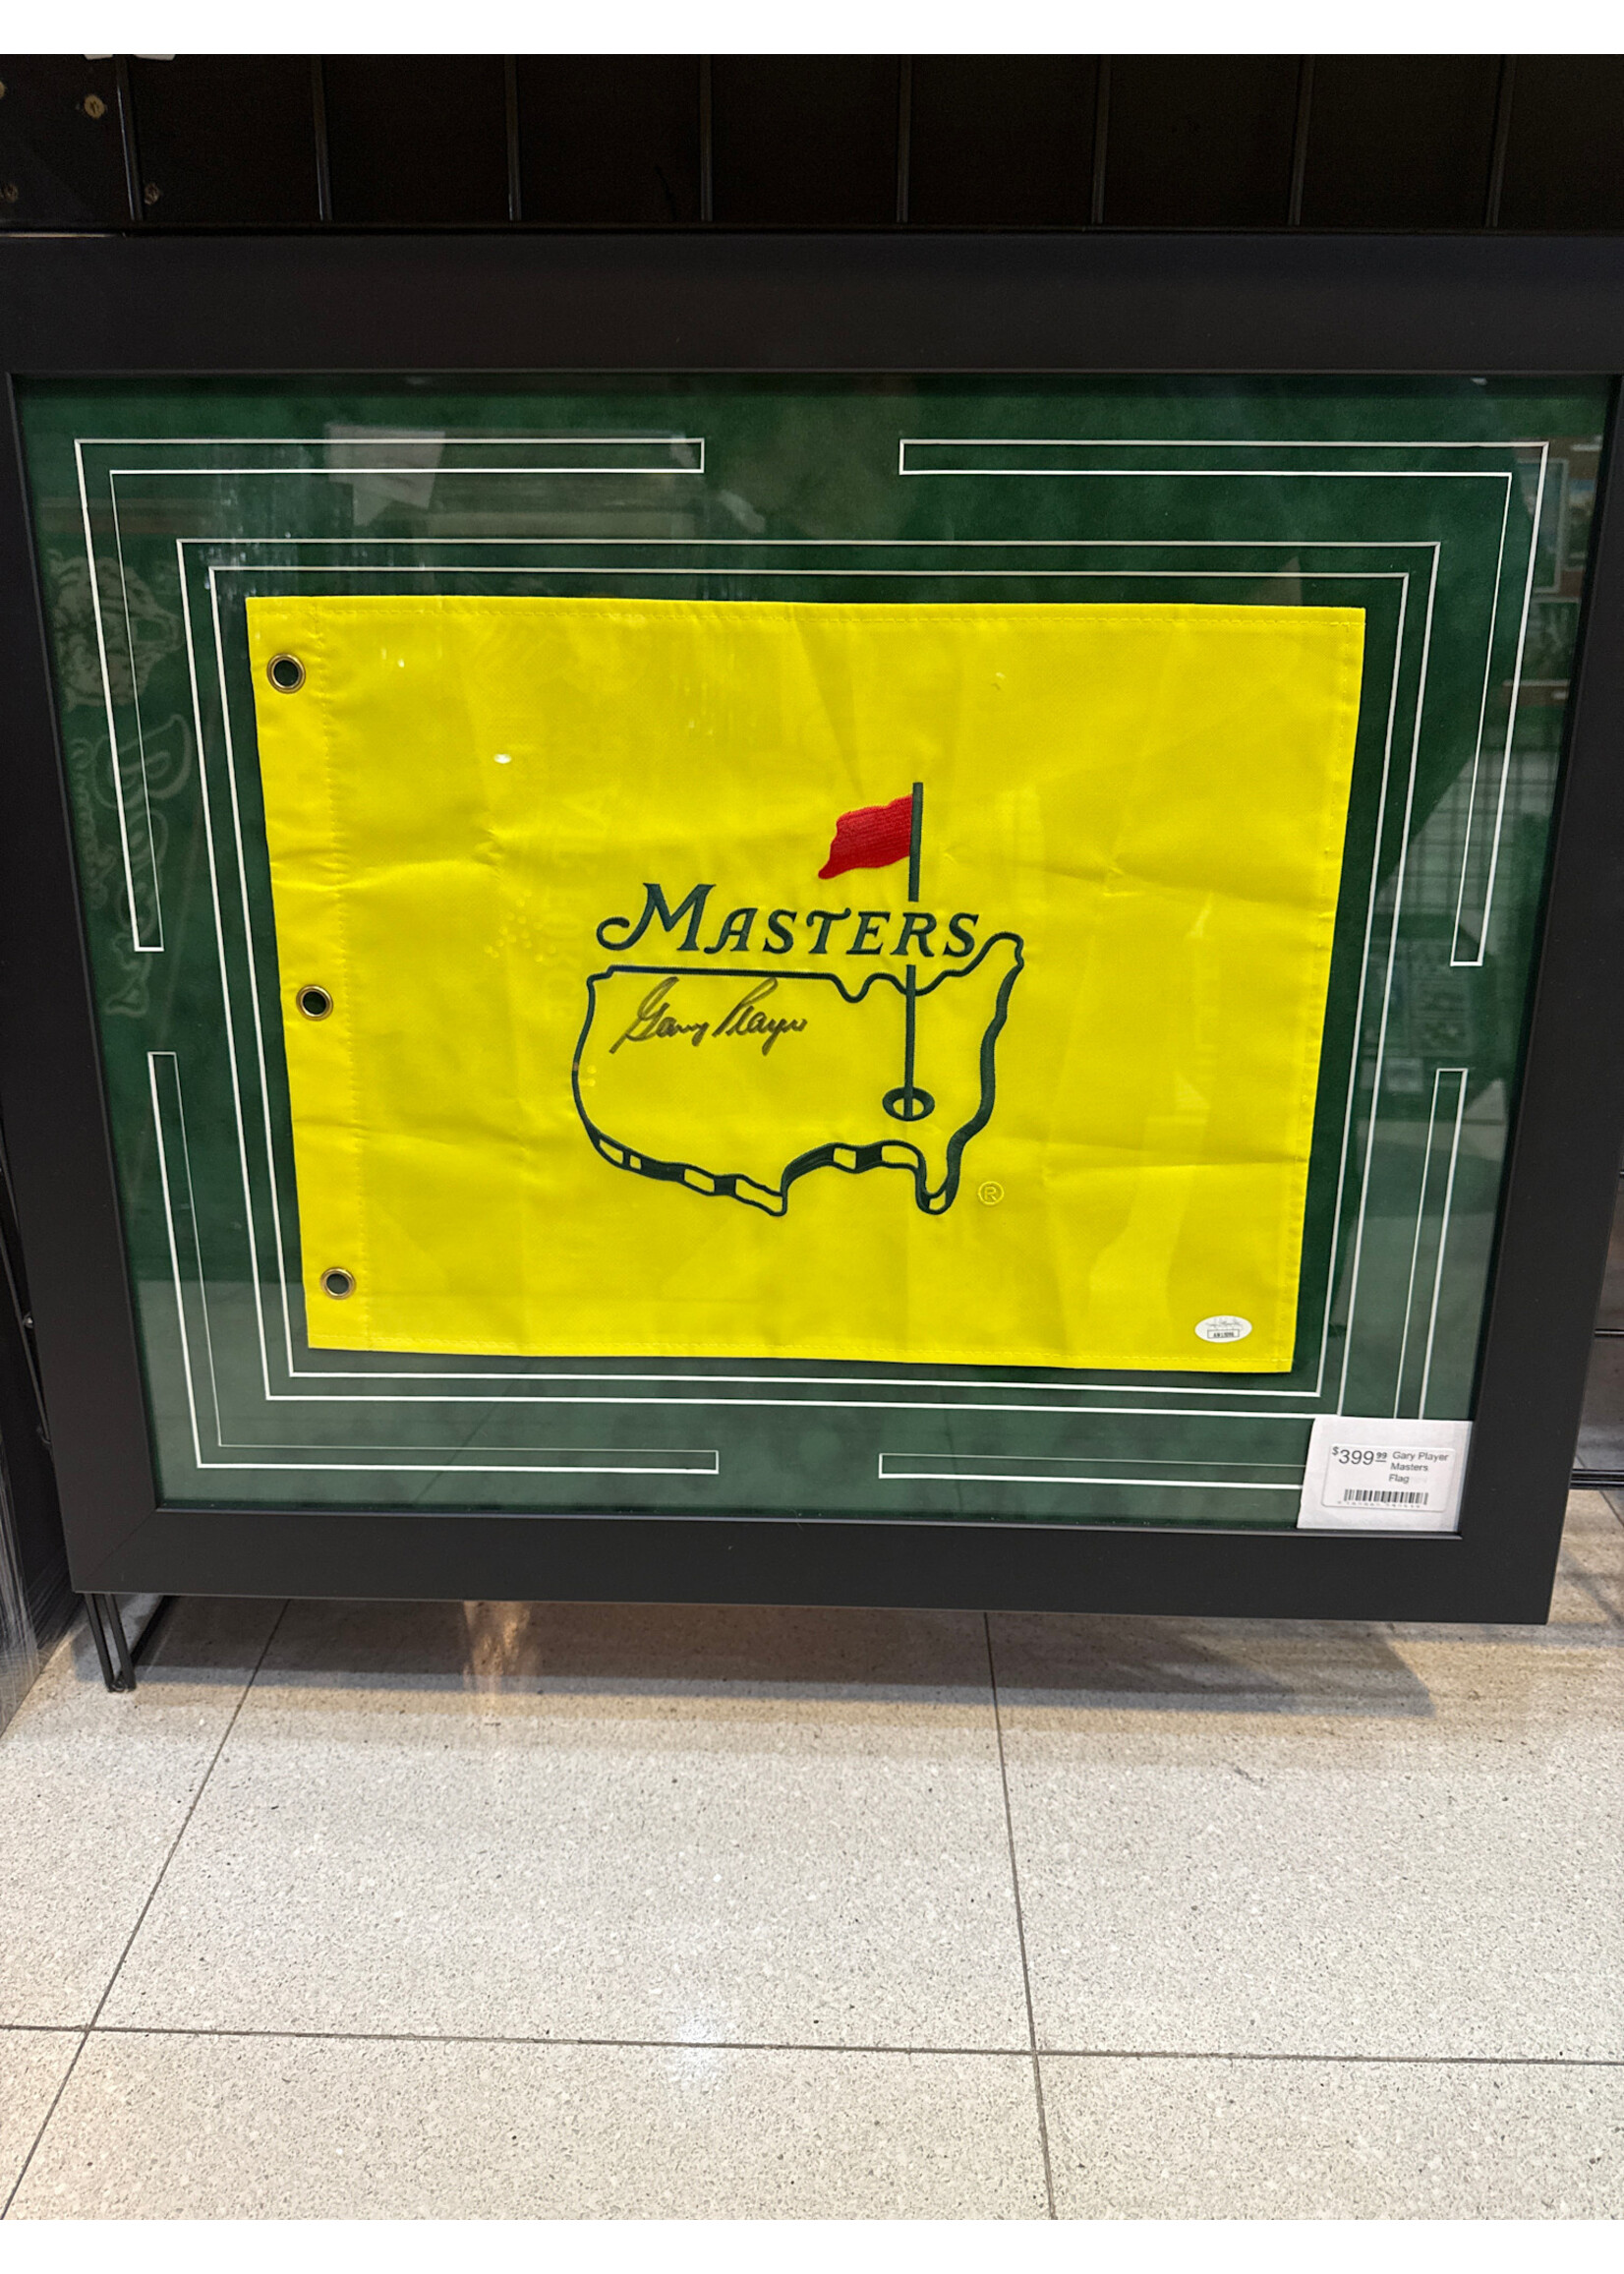 MASTERS
Gary Player
®
$399.99 Gary Player
Masters
Flag